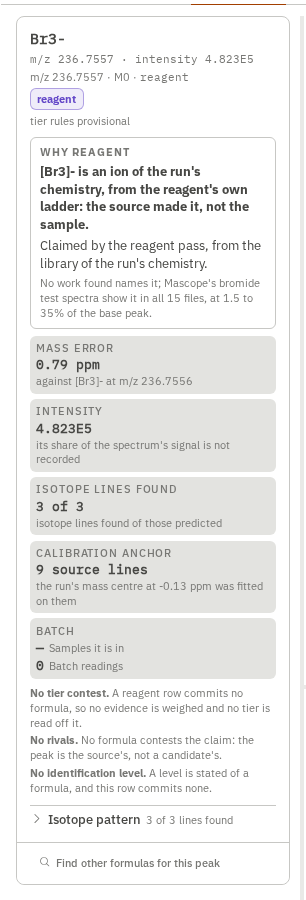 Br3-
m/z 236.7557 · intensity 4.823E5
m/z 236.7557 · M0 · reagent
reagent
tier rules provisional
WHY REAGENT
[Br3]- is an ion of the run's
chemistry, from the reagent's own
ladder: the source made it, not the
sample.
Claimed by the reagent pass, from the
library of the run's chemistry.
No work found names it; Mascope's bromide
test spectra show it in all 15 files, at 1.5 to
35% of the base peak.
MASS ERROR
0.79 ppm
against [Br3]- at m/z 236.7556
INTENSITY
4.823E5
its share of the spectrum's signal is not
recorded
ISOTOPE LINES FOUND
3 of 3
isotope lines found of those predicted
CALIBRATION ANCHOR
9 source lines
the run's mass centre at -0.13 ppm was fitted
on them
BATCH
— Samples it is in
0 Batch readings
No tier contest. A reagent row commits no
formula, so no evidence is weighed and no tier is
read off it.
No rivals. No formula contests the claim: the
peak is the source's, not a candidate's.
No identification level. A level is stated of a
formula, and this row commits none.
Isotope pattern 3 of 3 lines found
Find other formulas for this peak